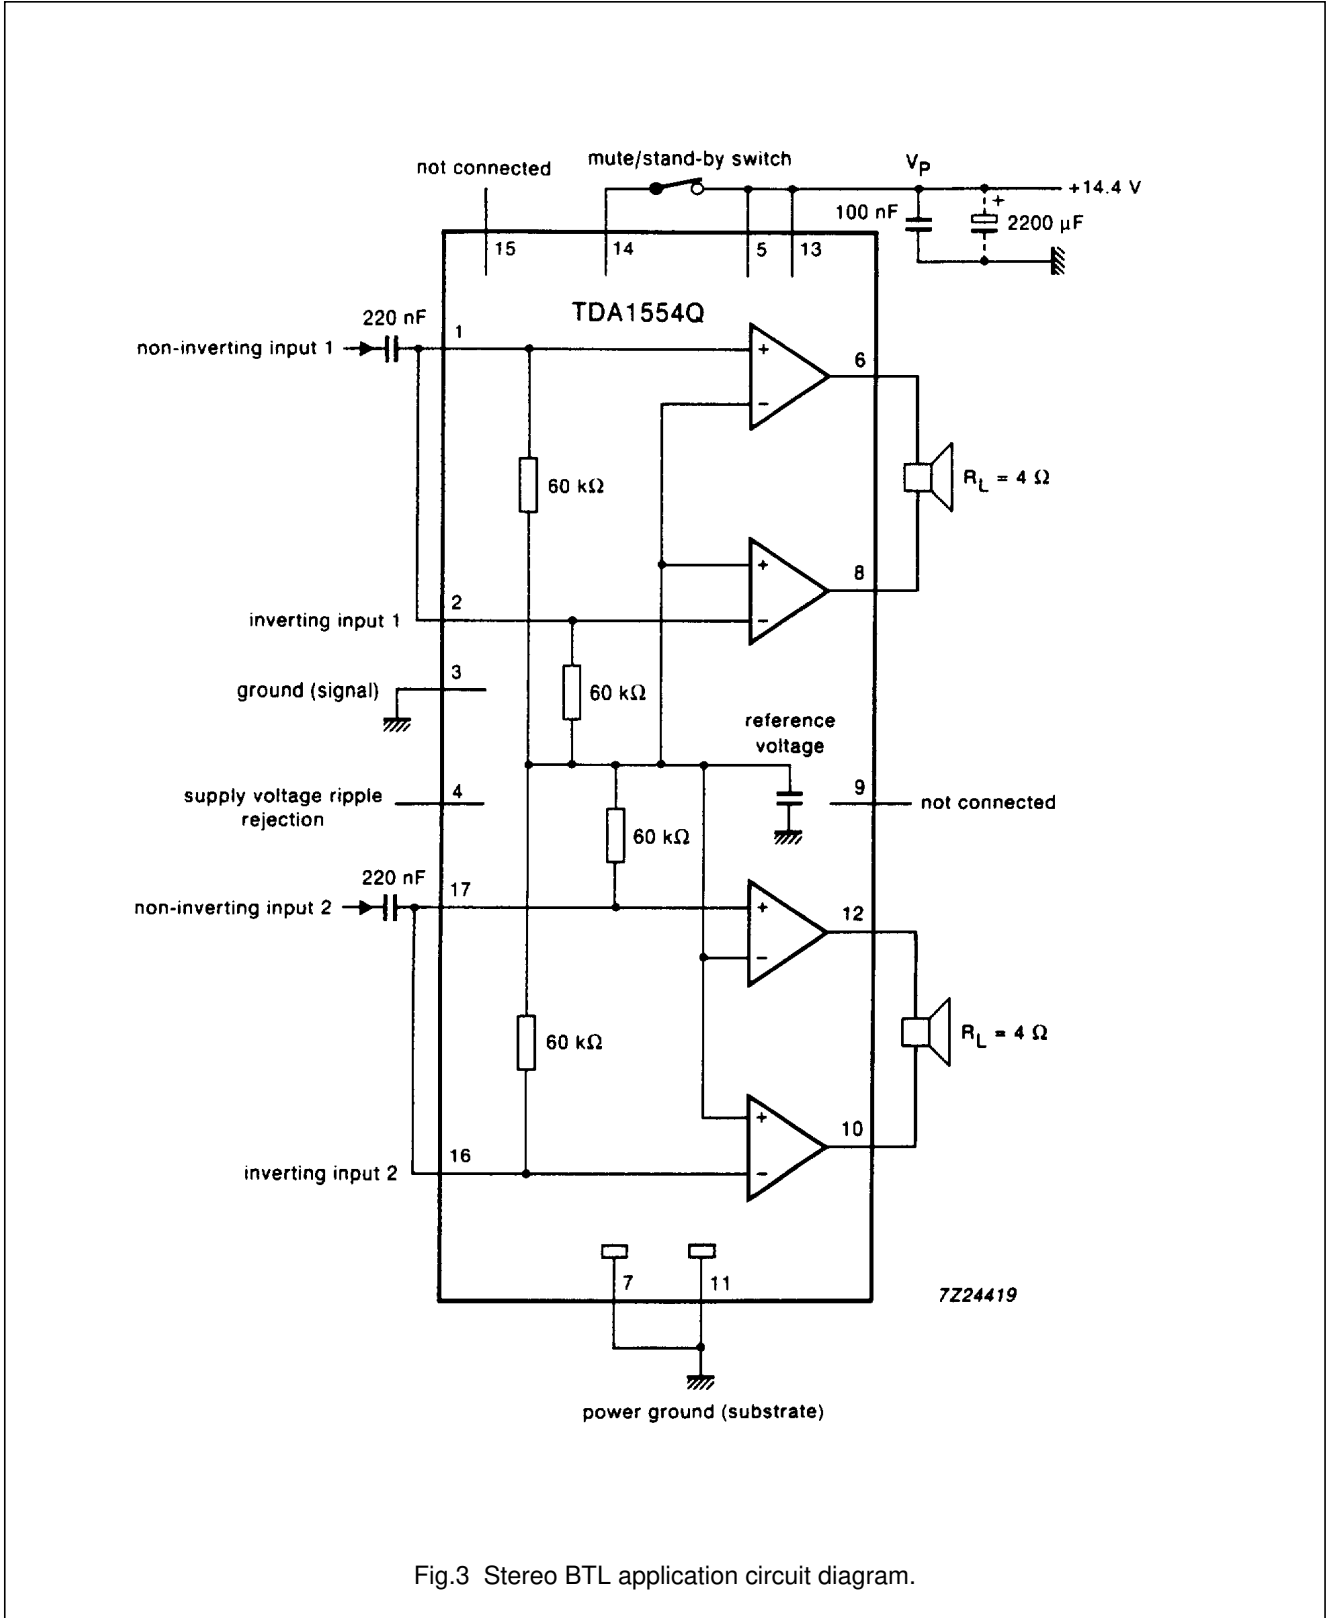 mute/stand-by switch
VP
not connected
+14.4 V
100 nF
2200 µF
15
14
5
13
TDA1554Q
220 nF
1
non-inverting input 1
+
6
−
60 kΩ
RL = 4 Ω
+
8
2
inverting input 1
−
3
ground (signal)
60 kΩ
reference
voltage
4
supply voltage ripple
rejection
9
not connected
60 kΩ
220 nF
17
non-inverting input 2
+
12
−
60 kΩ
RL = 4 Ω
+
10
16
inverting input 2
−
7
11
7Z24419
power ground (substrate)
Fig.3 Stereo BTL application circuit diagram.